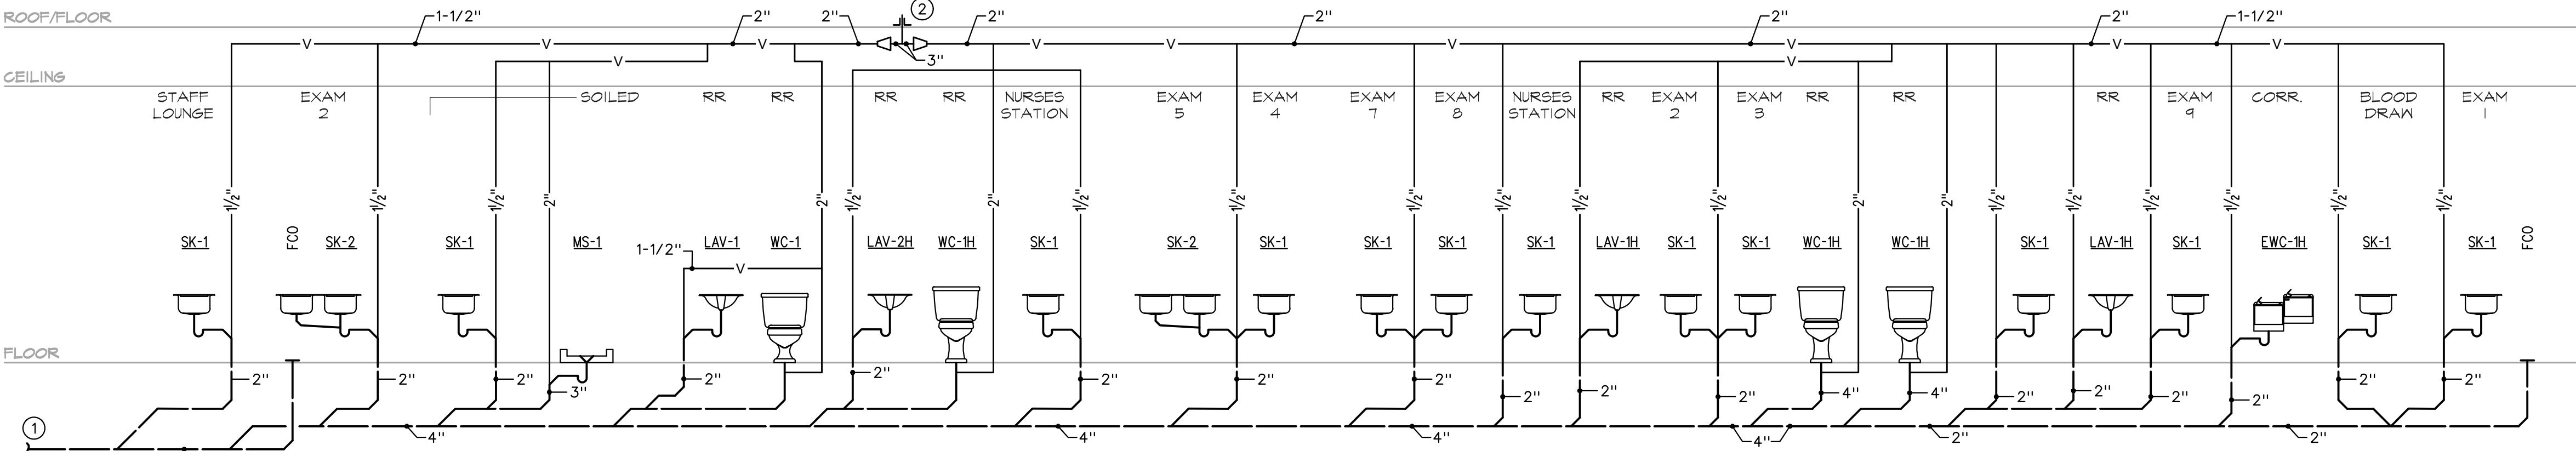 ROOF/FLOOR
1-1/2"
2"
2"
2
2"
2"
2"
2"
1-1/2"
V V V V V V V V V V
3"
V V
CEILING
STAFF LOUNGE
EXAM 2
SOILED
RR
RR
RR
RR
NURSES STATION
EXAM 5
EXAM 4
EXAM 7
EXAM 8
NURSES STATION
RR
EXAM 2
EXAM 3
RR
RR
RR
EXAM 9
CORR.
BLOOD DRAW
EXAM 1
1/2" 1/2" 1/2" 2" 2" 1/2" 2" 1/2" 1/2" 1/2" 1/2" 1/2" 1/2" 2" 2" 1/2" 1/2" 1/2" 1/2" 1/2" 1/2"
SK-1
FCO
SK-2
SK-1
MS-1
1-1/2"
LAV-1
WC-1
LAV-2H
WC-1H
SK-1
SK-2
SK-1
SK-1
SK-1
SK-1
LAV-1H
SK-1
SK-1
WC-1H
WC-1H
SK-1
LAV-1H
SK-1
EWC-1H
SK-1
SK-1
FCO
V
FLOOR
2" 2" 2" 3" 2" 2" 2" 2" 2" 2" 2" 2" 4" 4" 2" 2" 2" 2" 2" 2"
1
4" 4" 4" 4" 2" 2"